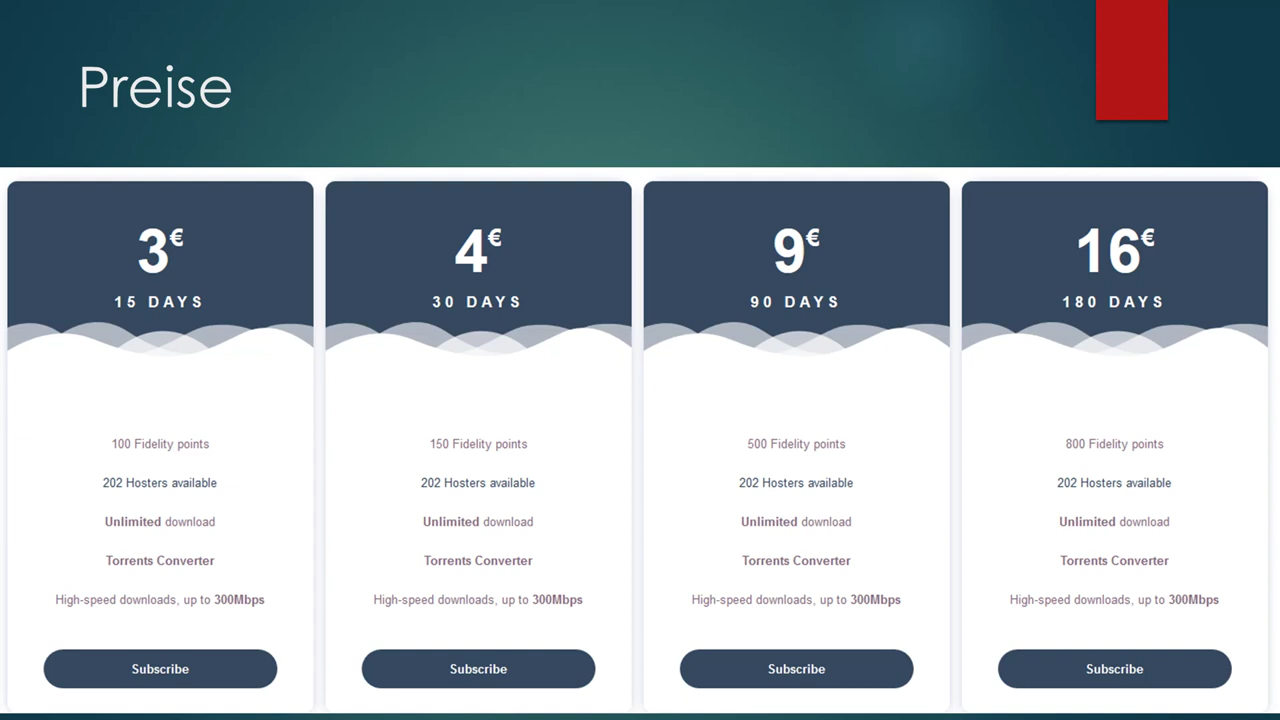 Preise
3€
15 DAYS
100 Fidelity points
202 Hosters available
Unlimited download
Torrents Converter
High-speed downloads, up to 300Mbps
Subscribe
4€
30 DAYS
150 Fidelity points
202 Hosters available
Unlimited download
Torrents Converter
High-speed downloads, up to 300Mbps
Subscribe
9€
90 DAYS
500 Fidelity points
202 Hosters available
Unlimited download
Torrents Converter
High-speed downloads, up to 300Mbps
Subscribe
16€
180 DAYS
800 Fidelity points
202 Hosters available
Unlimited download
Torrents Converter
High-speed downloads, up to 300Mbps
Subscribe